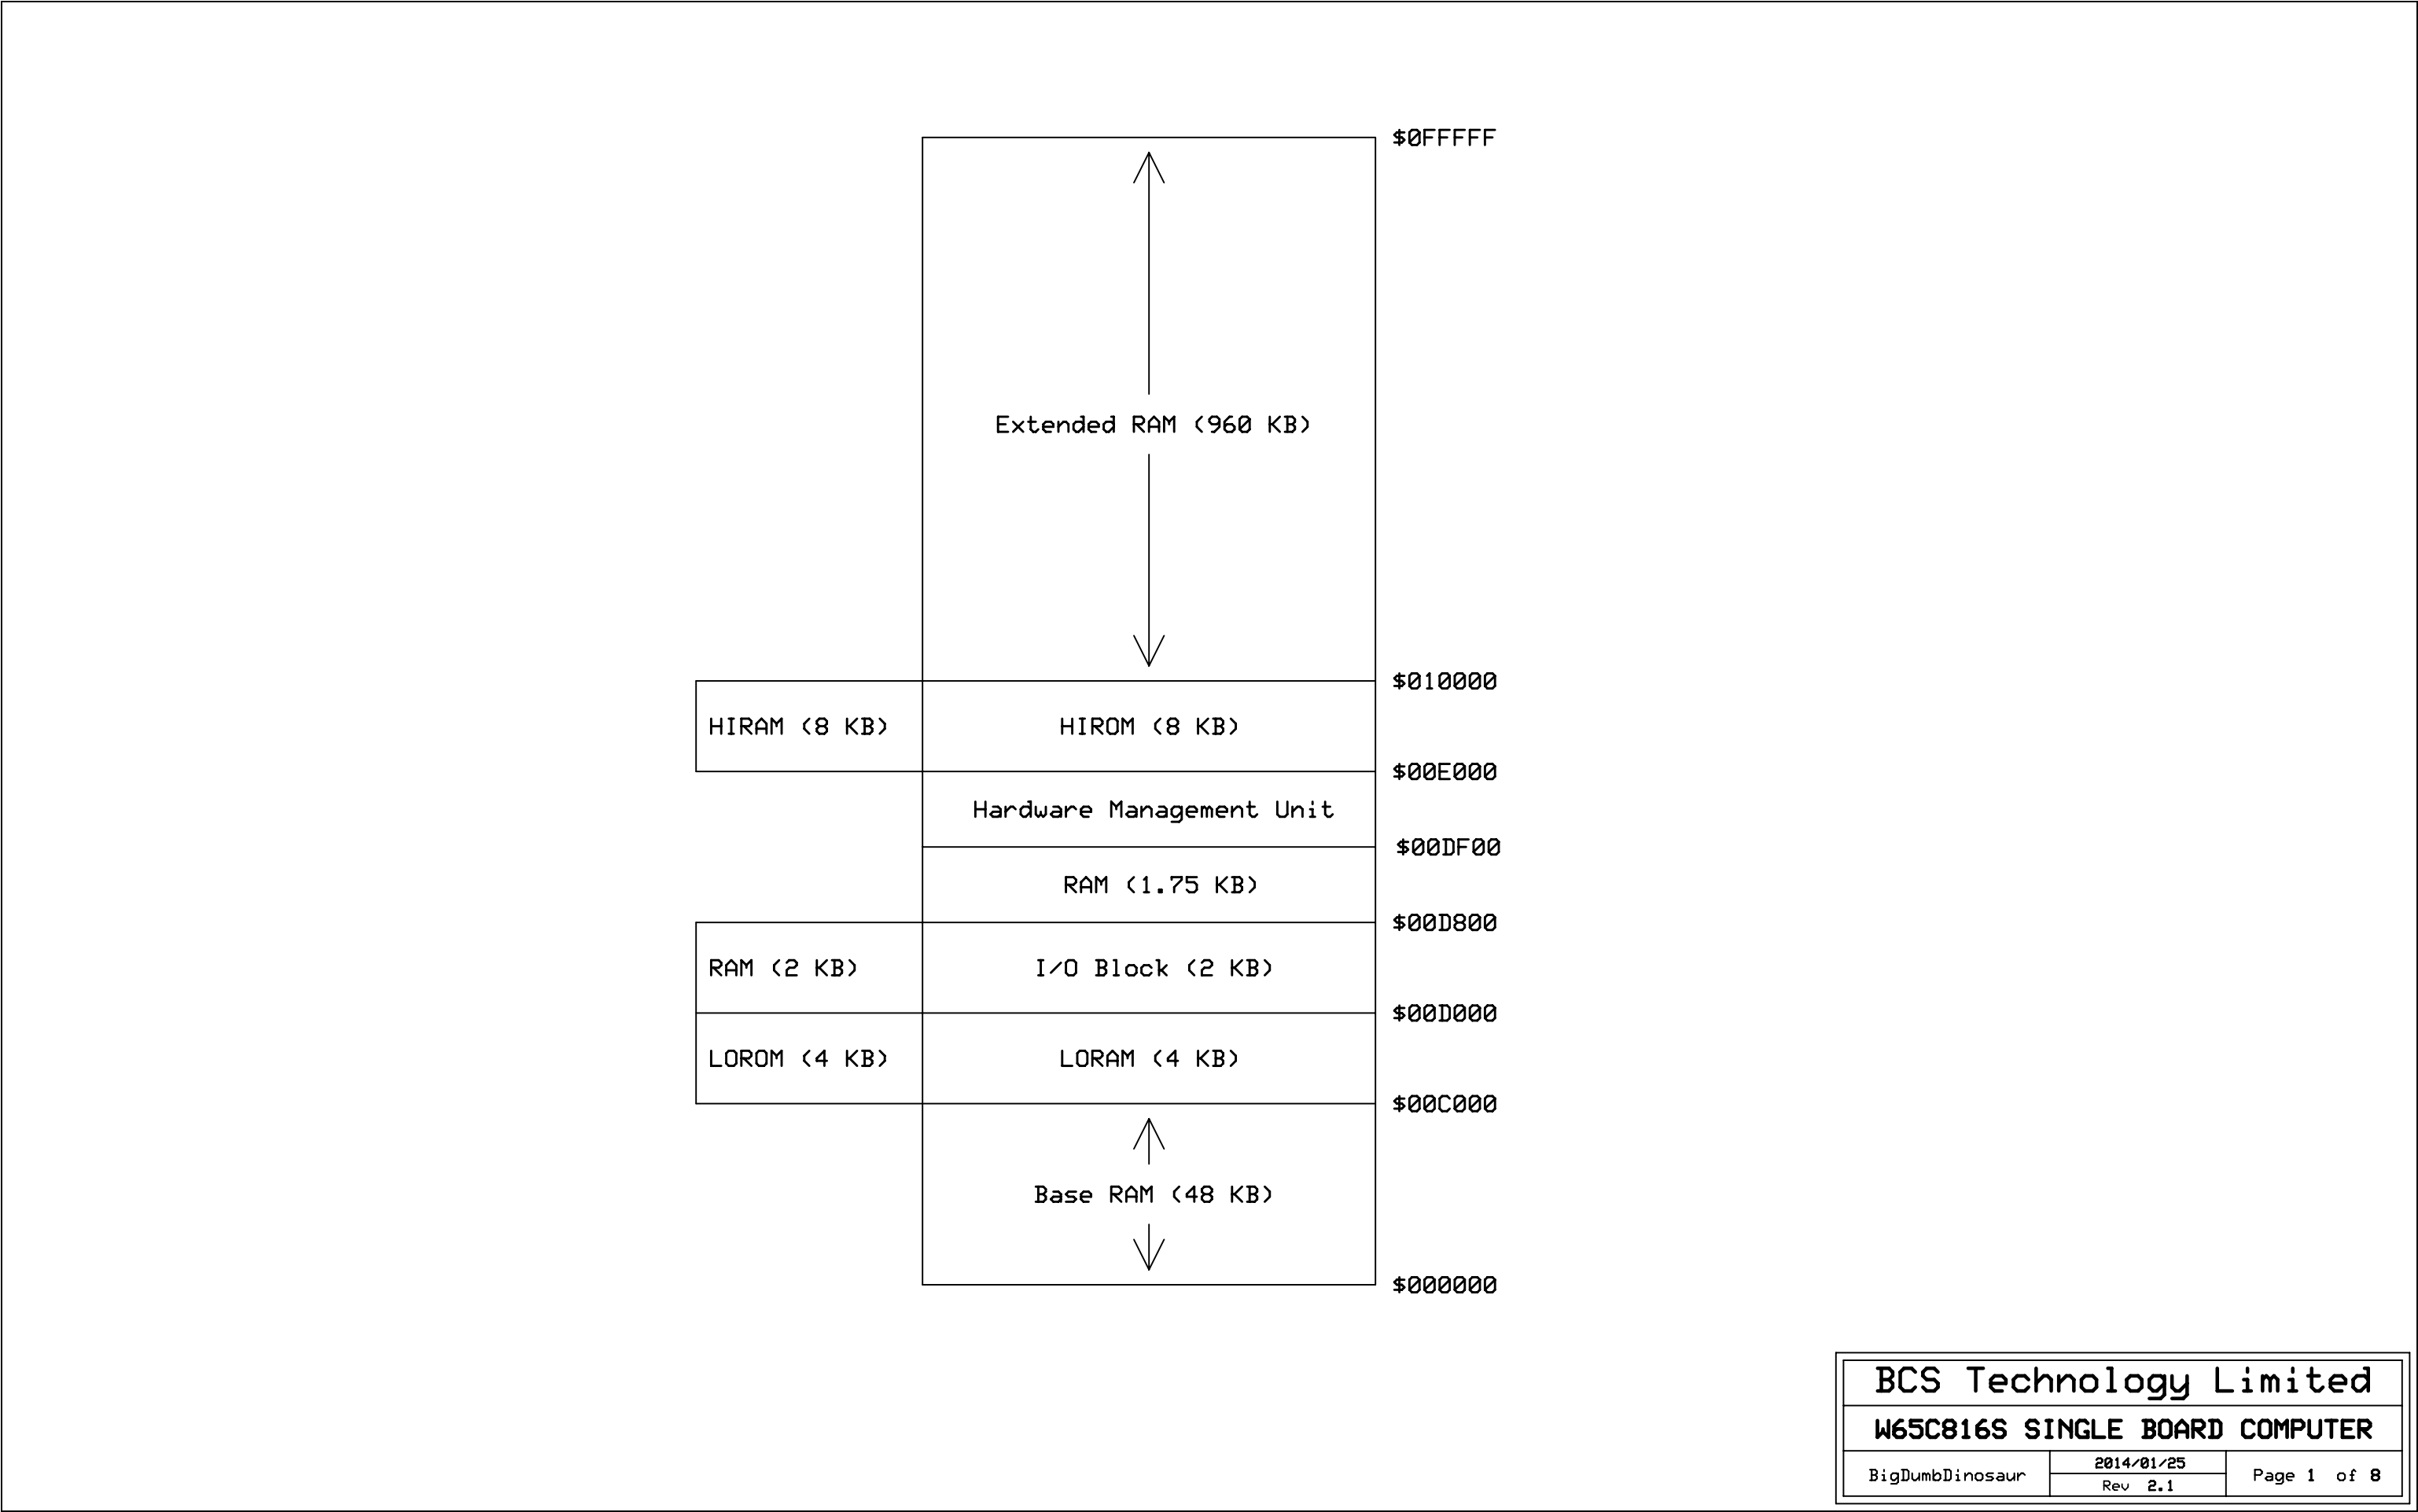 $0FFFFF
Extended RAM (960 KB)
$010000
HIRAM (8 KB) HIROM (8 KB)
$00E000
Hardware Management Unit
$00DF00
RAM (1.75 KB)
$00D800
RAM (2 KB) I/O Block (2 KB)
$00D000
LOROM (4 KB) LORAM (4 KB)
$00C000
Base RAM (48 KB)
$000000
BCS Technology Limited
W65C816S SINGLE BOARD COMPUTER
BigDumbDinosaur
2014/01/25
Rev 2.1
Page 1 of 8